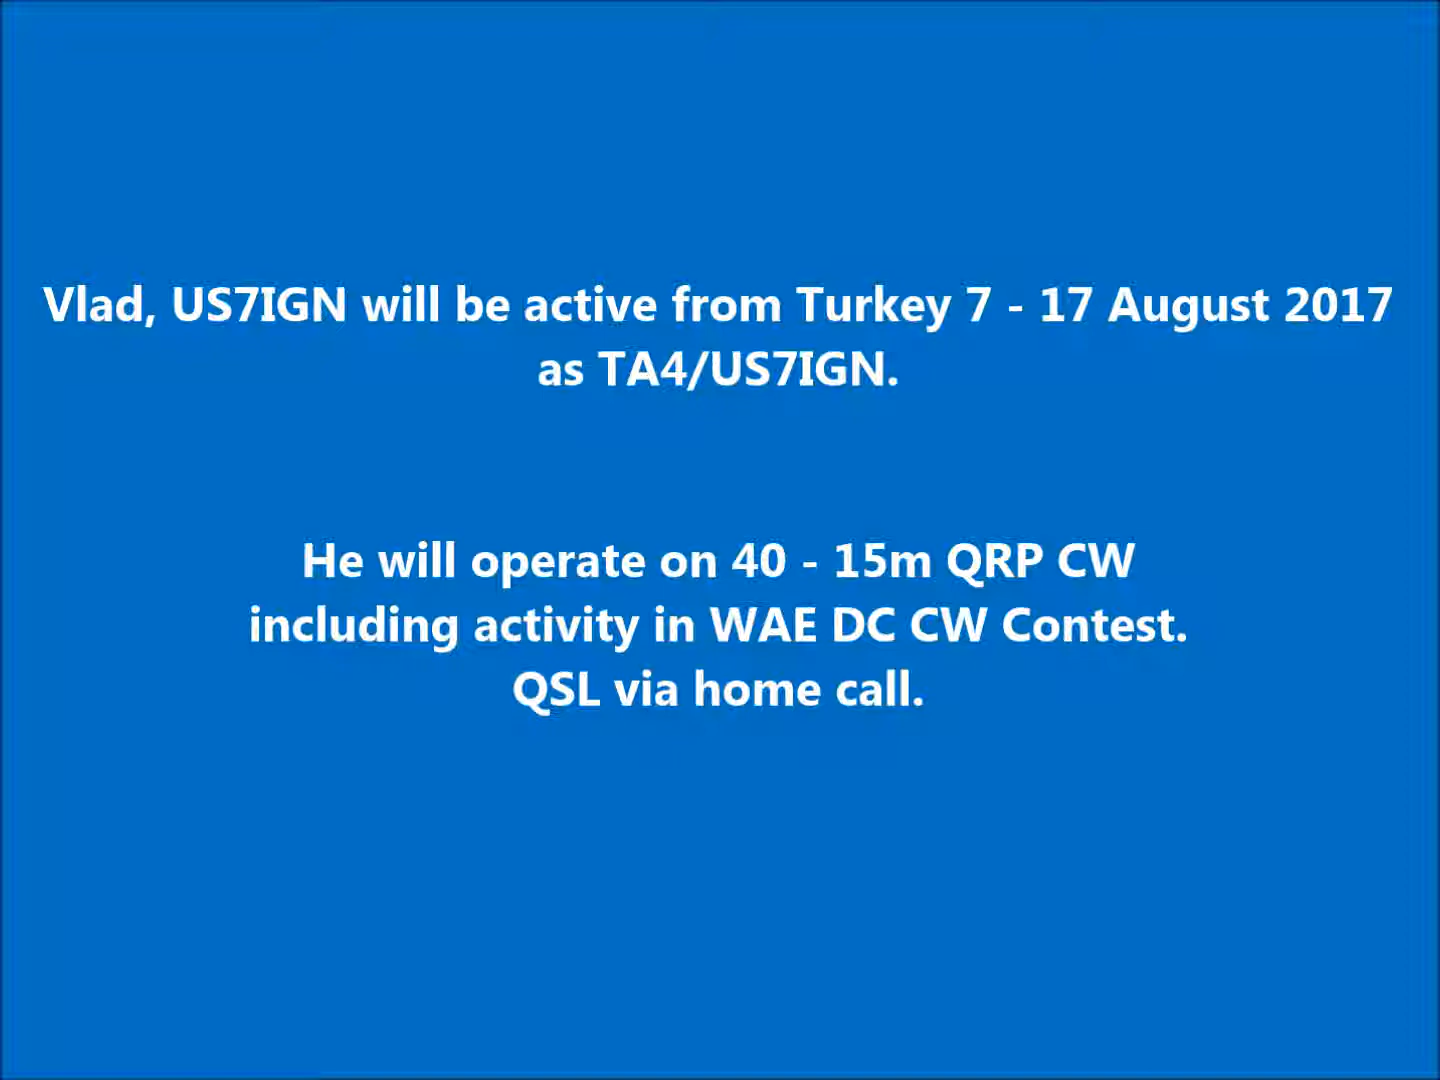 Vlad, US7IGN will be active from Turkey 7 - 17 August 2017
as TA4/US7IGN.
He will operate on 40 - 15m QRP CW
including activity in WAE DC CW Contest.
QSL via home call.